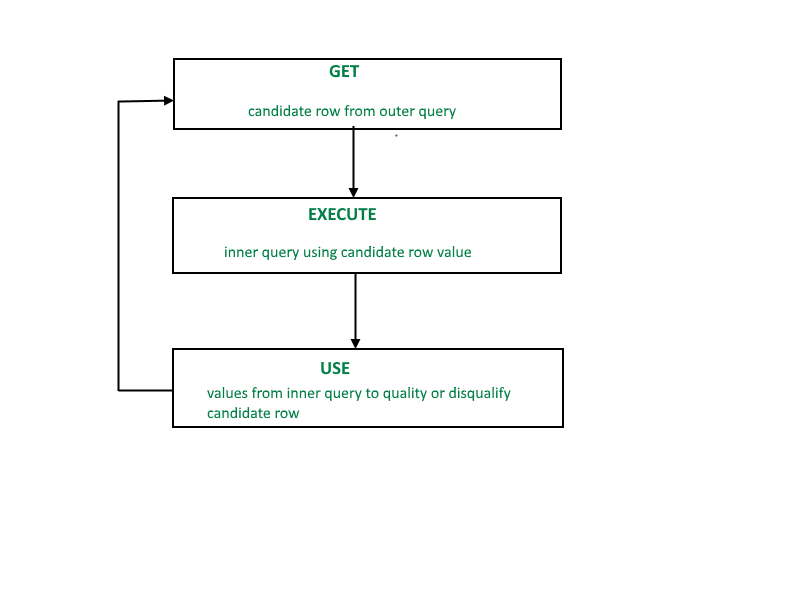 GET
candidate row from outer query
EXECUTE
inner query using candidate row value
USE
values from inner query to quality or disqualify
candidate row